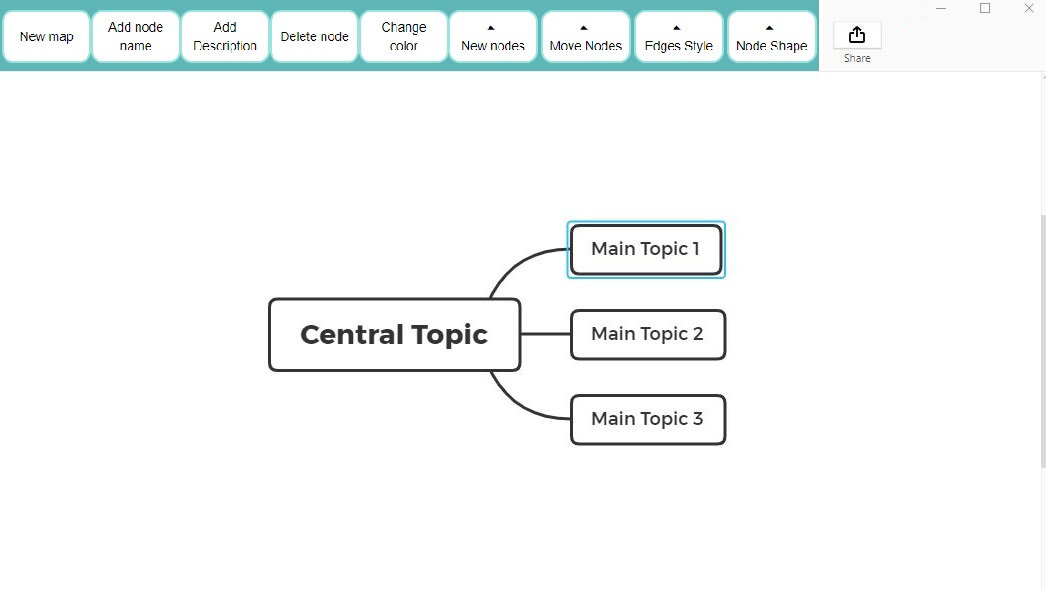 New map
Add node
name
Add
Description
Delete node
Change
color
New nodes
Move Nodes
Edges Style
Node Shape
Share
Main Topic 1
Central Topic
Main Topic 2
Main Topic 3